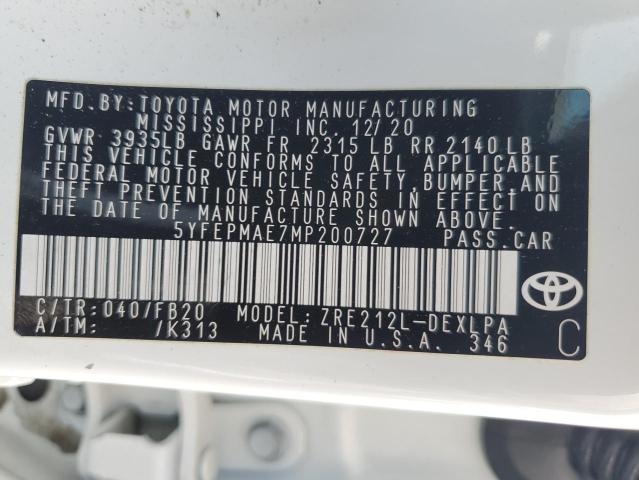 MFD.BY:TOYOTA MOTOR MANUFACTURING
MISSISSIPPI INC. 12/20
GVWR 3935LB GAWR FR 2315 LB RR 2140 LB
THIS VEHICLE CONFORMS TO ALL APPLICABLE
FEDERAL MOTOR VEHICLE SAFETY, BUMPER, AND
THEFT PREVENTION STANDARDS IN EFFECT ON
THE DATE OF MANUFACTURE SHOWN ABOVE.
5YFEPMAE7MP200727 PASS.CAR
C/TR: 040/FB20 MODEL: ZRE212L-DEXLPA
A/TM: /K313 MADE IN U.S.A. 346
C